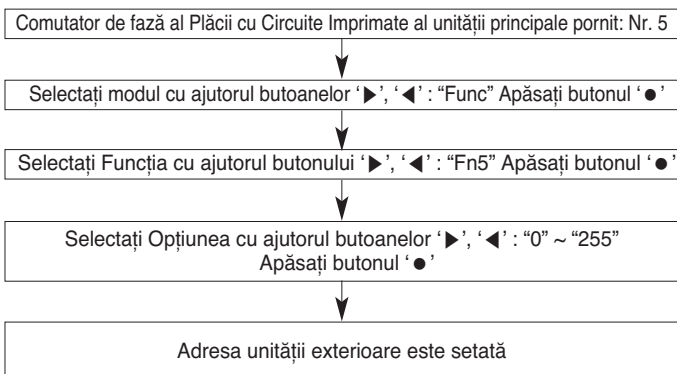 Comutator de fază al Plăcii cu Circuite Imprimate al unității principale pornit: Nr. 5
Selectați modul cu ajutorul butoanelor ‘▶’, ‘◀’ : “Func” Apăsați butonul ‘●’
Selectați Funcția cu ajutorul butonului ‘▶’, ‘◀’ : “Fn5” Apăsați butonul ‘●’
Selectați Opțiunea cu ajutorul butoanelor ‘▶’, ‘◀’ : “0” ~ “255”
Apăsați butonul ‘●’
Adresa unității exterioare este setată